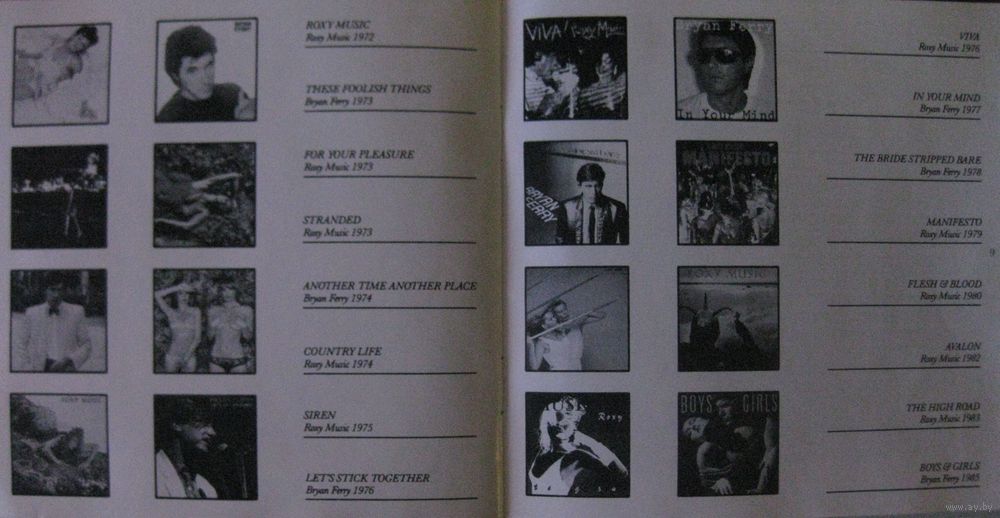 ROXY MUSIC
Roxy Music 1972
THESE FOOLISH THINGS
Bryan Ferry 1973
FOR YOUR PLEASURE
Roxy Music 1973
STRANDED
Roxy Music 1973
ANOTHER TIME ANOTHER PLACE
Bryan Ferry 1974
COUNTRY LIFE
Roxy Music 1974
ROXY MUSIC
SIREN
Roxy Music 1975
LET'S STICK TOGETHER
Bryan Ferry 1976
VIVA! Roxy Music
Bryan Ferry
In Your Mind
VIVA
Roxy Music 1976
IN YOUR MIND
Bryan Ferry 1977
BRYAN
FERRY
MANIFESTO
THE BRIDE STRIPPED BARE
Bryan Ferry 1978
MANIFESTO
Roxy Music 1979
9
ROXY MUSIC
FLESH & BLOOD
Roxy Music 1980
AVALON
Roxy Music 1982
Roxy
BOYS GIRLS
THE HIGH ROAD
Roxy Music 1983
BOYS & GIRLS
Bryan Ferry 1985
www.ay.by